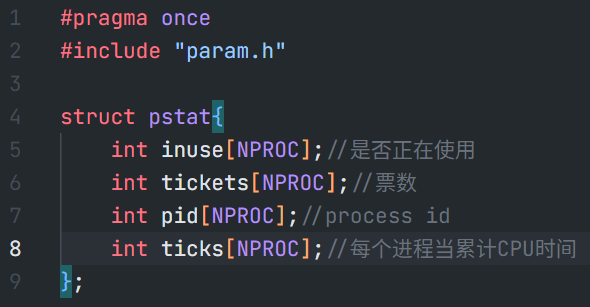 1 #pragma once
2 #include "param.h"
3
4 struct pstat{
5     int inuse[NPROC];//是否正在使用
6     int tickets[NPROC];//票数
7     int pid[NPROC];//process id
8     int ticks[NPROC];//每个进程当累计CPU时间
9 };